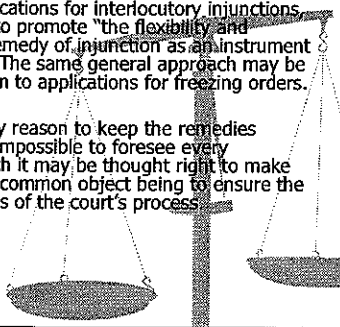 cations for interlocutory injunctions,
o promote "the flexibility and
emedy of injunction as an instrument
The same general approach may be
n to applications for freezing orders.
y reason to keep the remedies
mpossible to foresee every
h it may be thought right to make
common object being to ensure the
s of the court's process